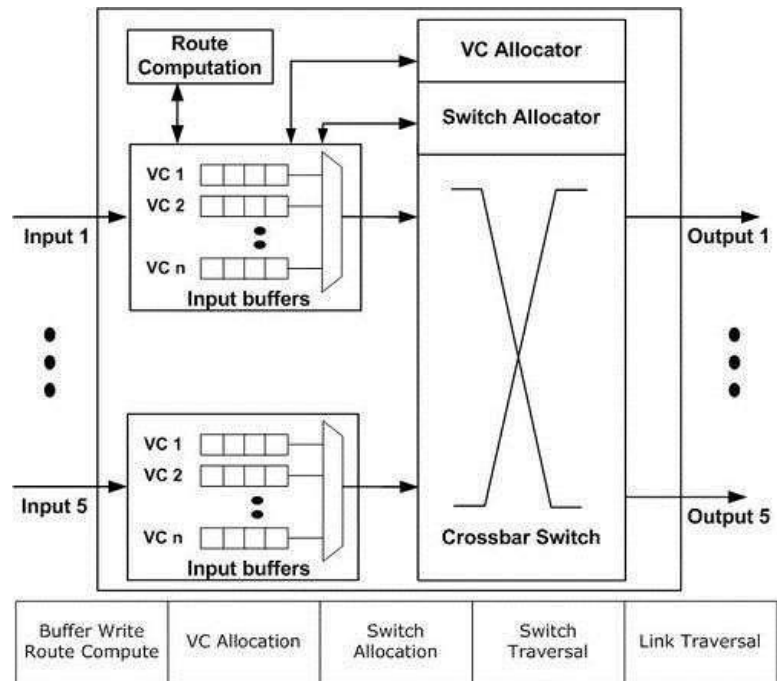 Route
Computation
VC Allocator
Switch Allocator
VC 1
VC 2
VC n
Input buffers
Input 1
Output 1
VC 1
VC 2
VC n
Input buffers
Input 5
Output 5
Crossbar Switch
Buffer Write
Route Compute
VC Allocation
Switch
Allocation
Switch
Traversal
Link Traversal